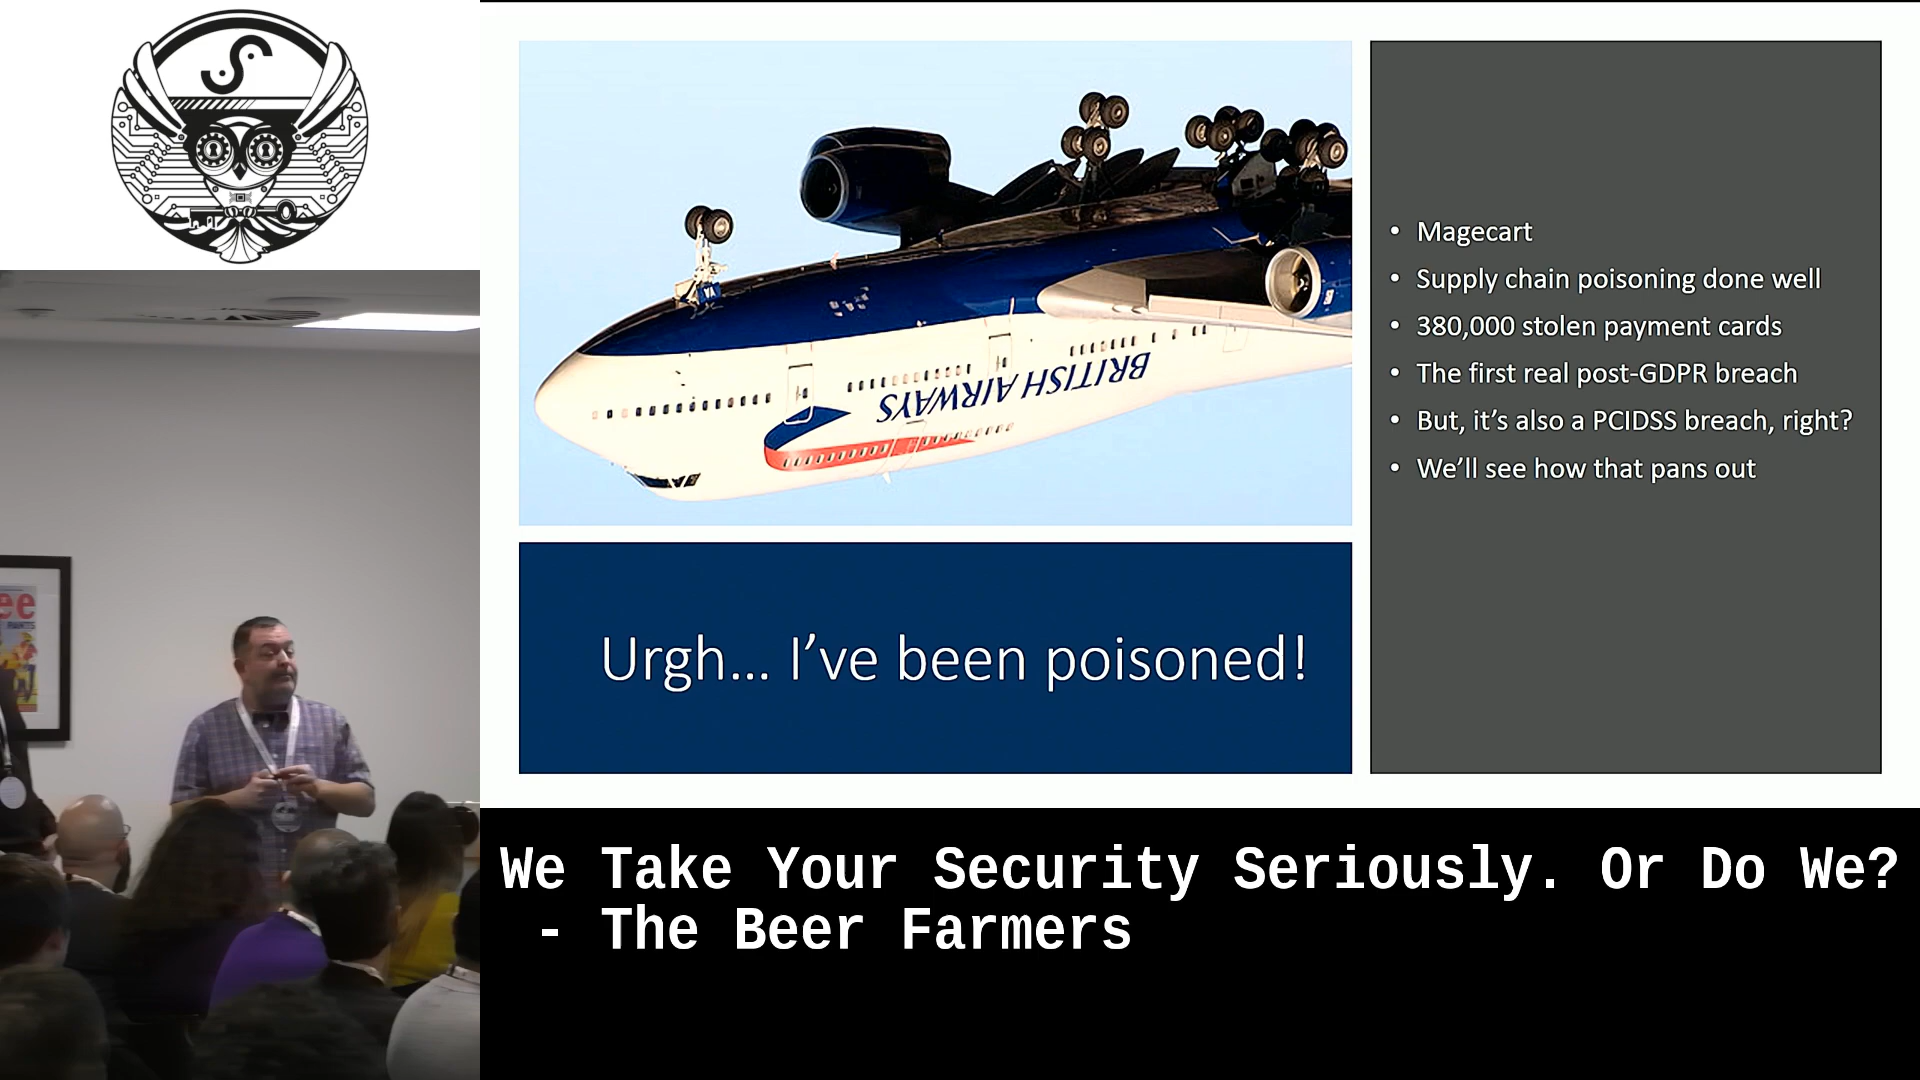 BRITISH AIRWAYS
Urgh... I’ve been poisoned!
• Magecart
• Supply chain poisoning done well
• 380,000 stolen payment cards
• The first real post-GDPR breach
• But, it’s also a PCIDSS breach, right?
• We’ll see how that pans out
ee
We Take Your Security Seriously. Or Do We?
- The Beer Farmers